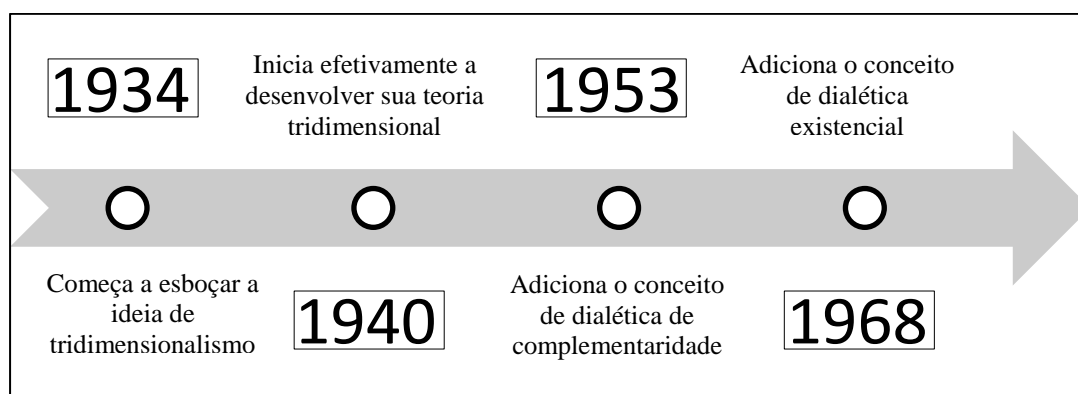 1934
Começa a esboçar a
ideia de
tridimensionalismo
Inicia efetivamente a
desenvolver sua teoria
tridimensional
1940
1953
Adiciona o conceito
de dialética de
complementaridade
Adiciona o conceito
de dialética
existencial
1968